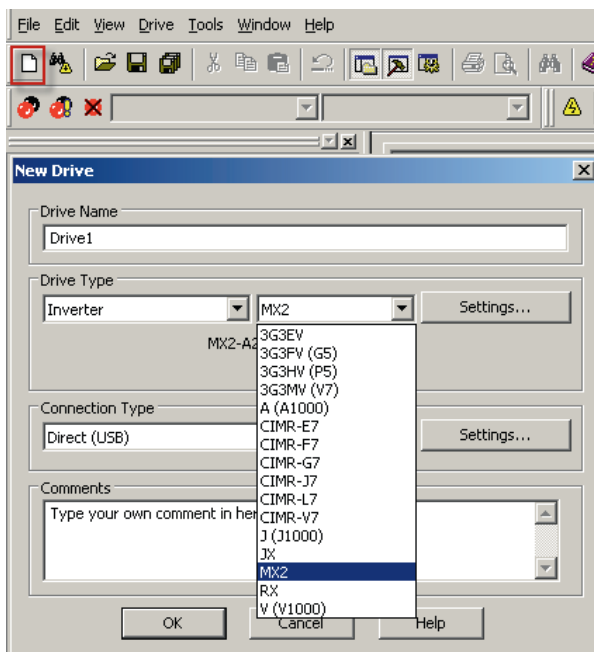 File Edit View Drive Tools Window Help
New Drive
Drive Name
Drive1
Drive Type
Inverter
MX2
Settings...
MX2-A2
3G3EV
3G3FV (G5)
3G3HV (P5)
3G3MV (V7)
A (A1000)
CIMR-E7
CIMR-F7
CIMR-G7
CIMR-J7
CIMR-L7
CIMR-V7
J (J1000)
JX
MX2
RX
V (V1000)
Connection Type
Direct (USB)
Settings...
Comments
Type your own comment in her
OK
Cancel
Help